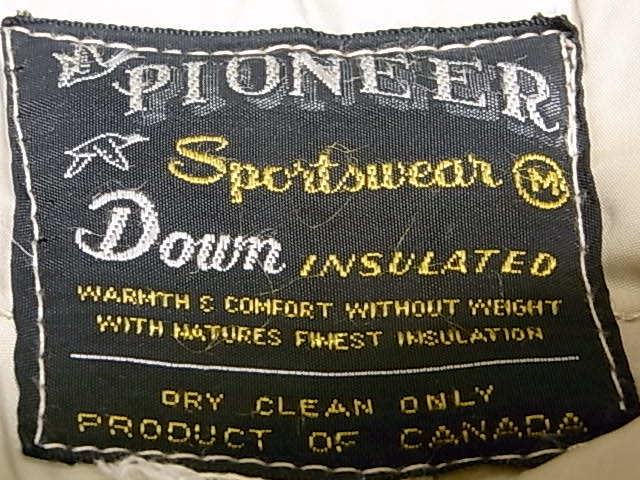 PIONEER
Sportswear M
Down INSULATED
WARMTH & COMFORT WITHOUT WEIGHT
WITH NATURES FINEST INSULATION
DRY CLEAN ONLY
PRODUCT OF CANADA